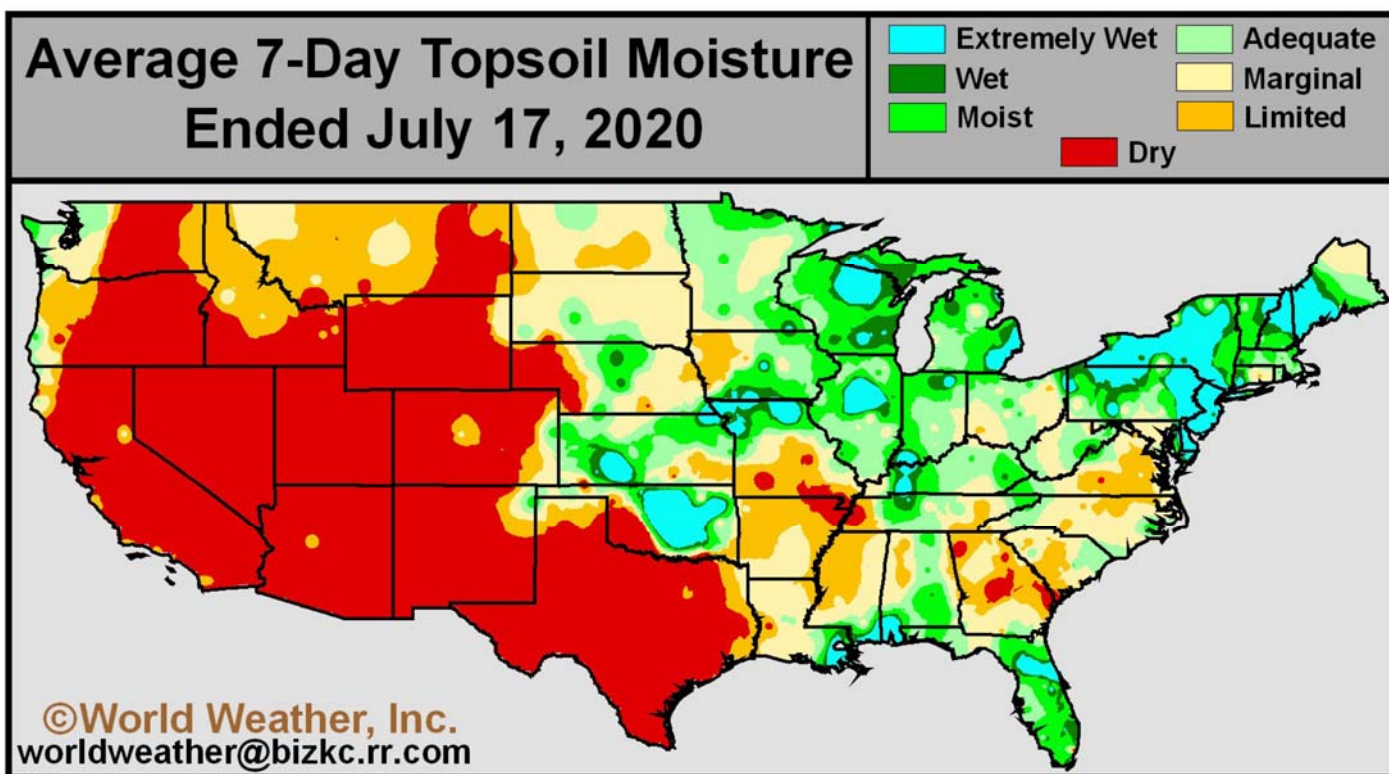 Average 7-Day Topsoil Moisture
Ended July 17, 2020
Extremely Wet
Adequate
Wet
Marginal
Moist
Limited
Dry
©World Weather, Inc.
worldweather@bizkc.rr.com